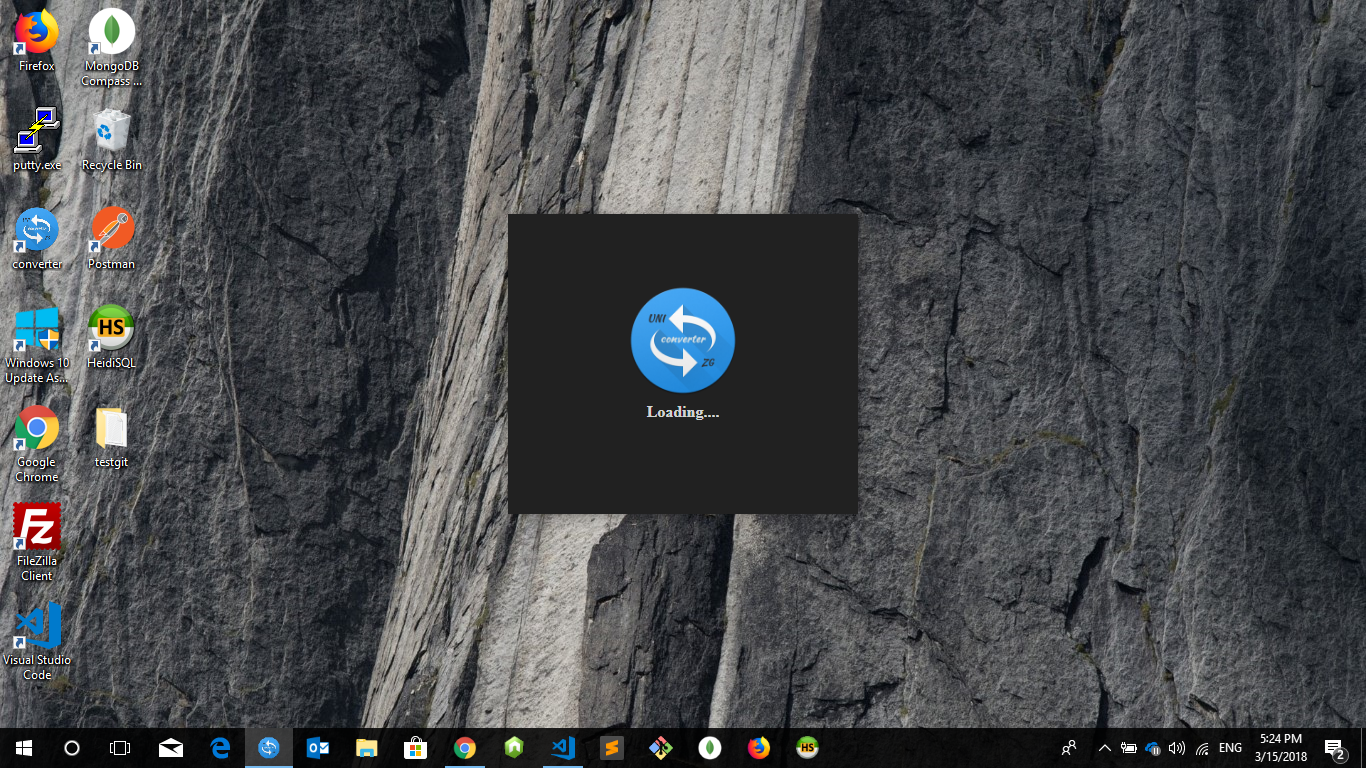 Firefox
MongoDB
Compass ...
putty.exe
Recycle Bin
converter
Postman
Windows 10
Update As...
HS
HeidiSQL
Google
Chrome
testgit
Fz
FileZilla
Client
Visual Studio
Code
UNI
converter
ZG
Loading....
HS
ENG
5:24 PM
3/15/2018
2